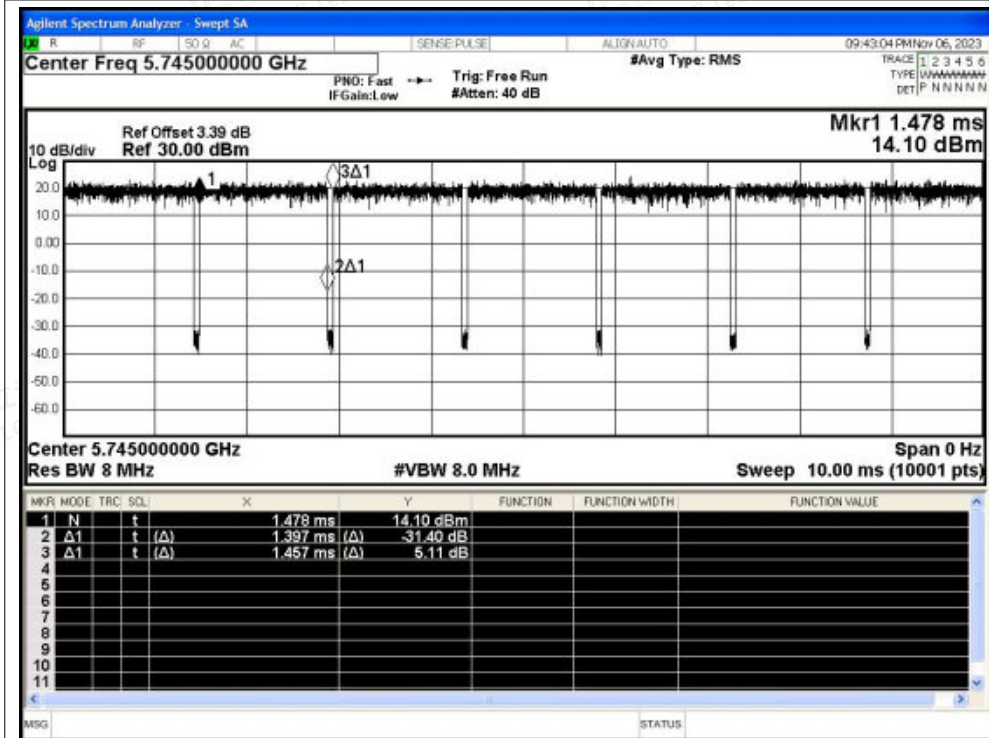 Agilent Spectrum Analyzer - Swept SA
LXI R RF 50 Ω AC SENSE:PULSE ALIGN AUTO 09:43:04 PM Nov 06, 2023
Center Freq 5.745000000 GHz
PNO: Fast
IFGain:Low
Trig: Free Run
#Atten: 40 dB
#Avg Type: RMS
TRACE 1 2 3 4 5 6
TYPE
DET P N N N N N
Mkr1 1.478 ms
14.10 dBm
Ref Offset 3.39 dB
10 dB/div Ref 30.00 dBm
Log
20.0
10.0
0.00
-10.0
-20.0
-30.0
-40.0
-50.0
-60.0
1
3Δ1
2Δ1
Center 5.745000000 GHz Span 0 Hz
Res BW 8 MHz #VBW 8.0 MHz Sweep 10.00 ms (10001 pts)
MKR MODE TRC SCL X Y FUNCTION FUNCTION WIDTH FUNCTION VALUE
1 N t 1.478 ms 14.10 dBm
2 Δ1 t (Δ) 1.397 ms (Δ) -31.40 dB
3 Δ1 t (Δ) 1.457 ms (Δ) 5.11 dB
4
5
6
7
8
9
10
11
MSG STATUS